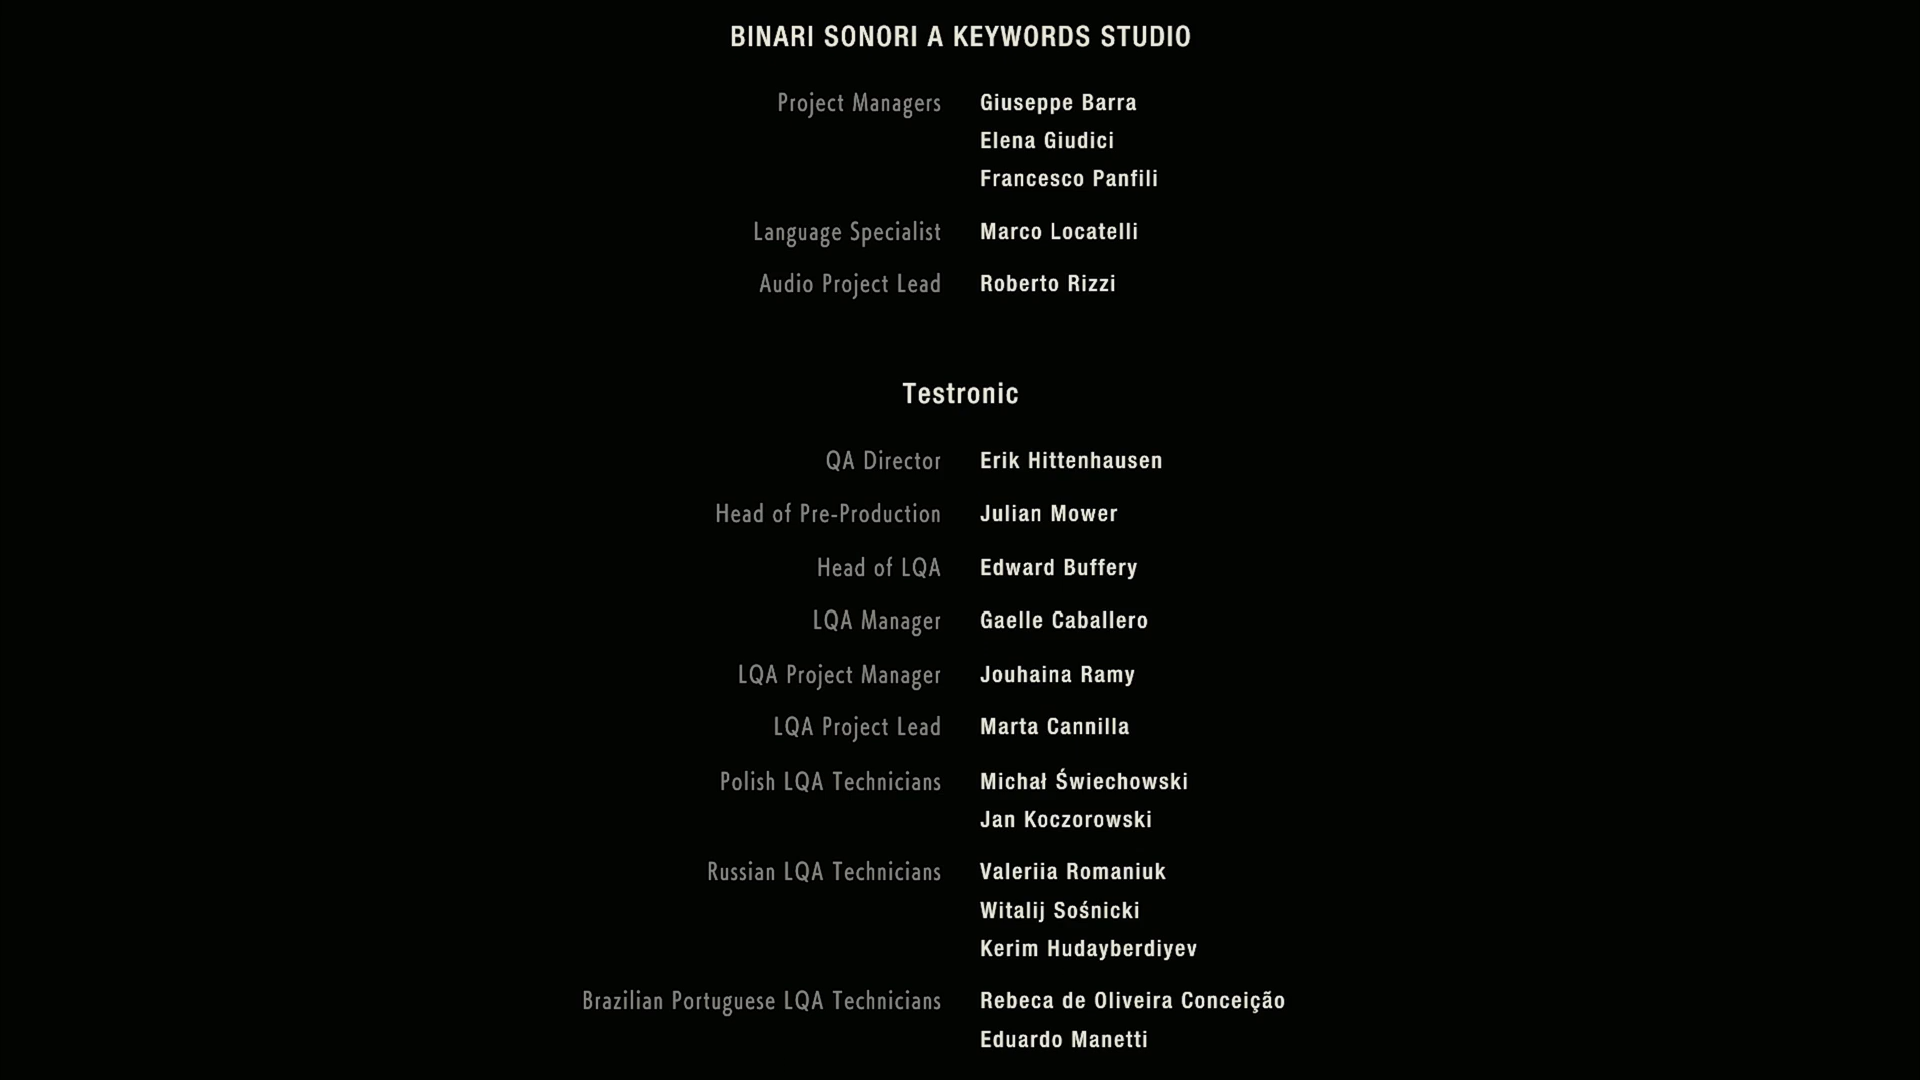 BINARI SONORI A KEYWORDS STUDIO
Project Managers Giuseppe Barra
Elena Giudici
Francesco Panfili
Language Specialist Marco Locatelli
Audio Project Lead Roberto Rizzi
Testronic
QA Director Erik Hittenhausen
Head of Pre-Production Julian Mower
Head of LQA Edward Buffery
LQA Manager Gaelle Caballero
LQA Project Manager Jouhaina Ramy
LQA Project Lead Marta Cannilla
Polish LQA Technicians Michał Świechowski
Jan Koczorowski
Russian LQA Technicians Valeriia Romaniuk
Witalij Sośnicki
Kerim Hudayberdiyev
Brazilian Portuguese LQA Technicians Rebeca de Oliveira Conceição
Eduardo Manetti